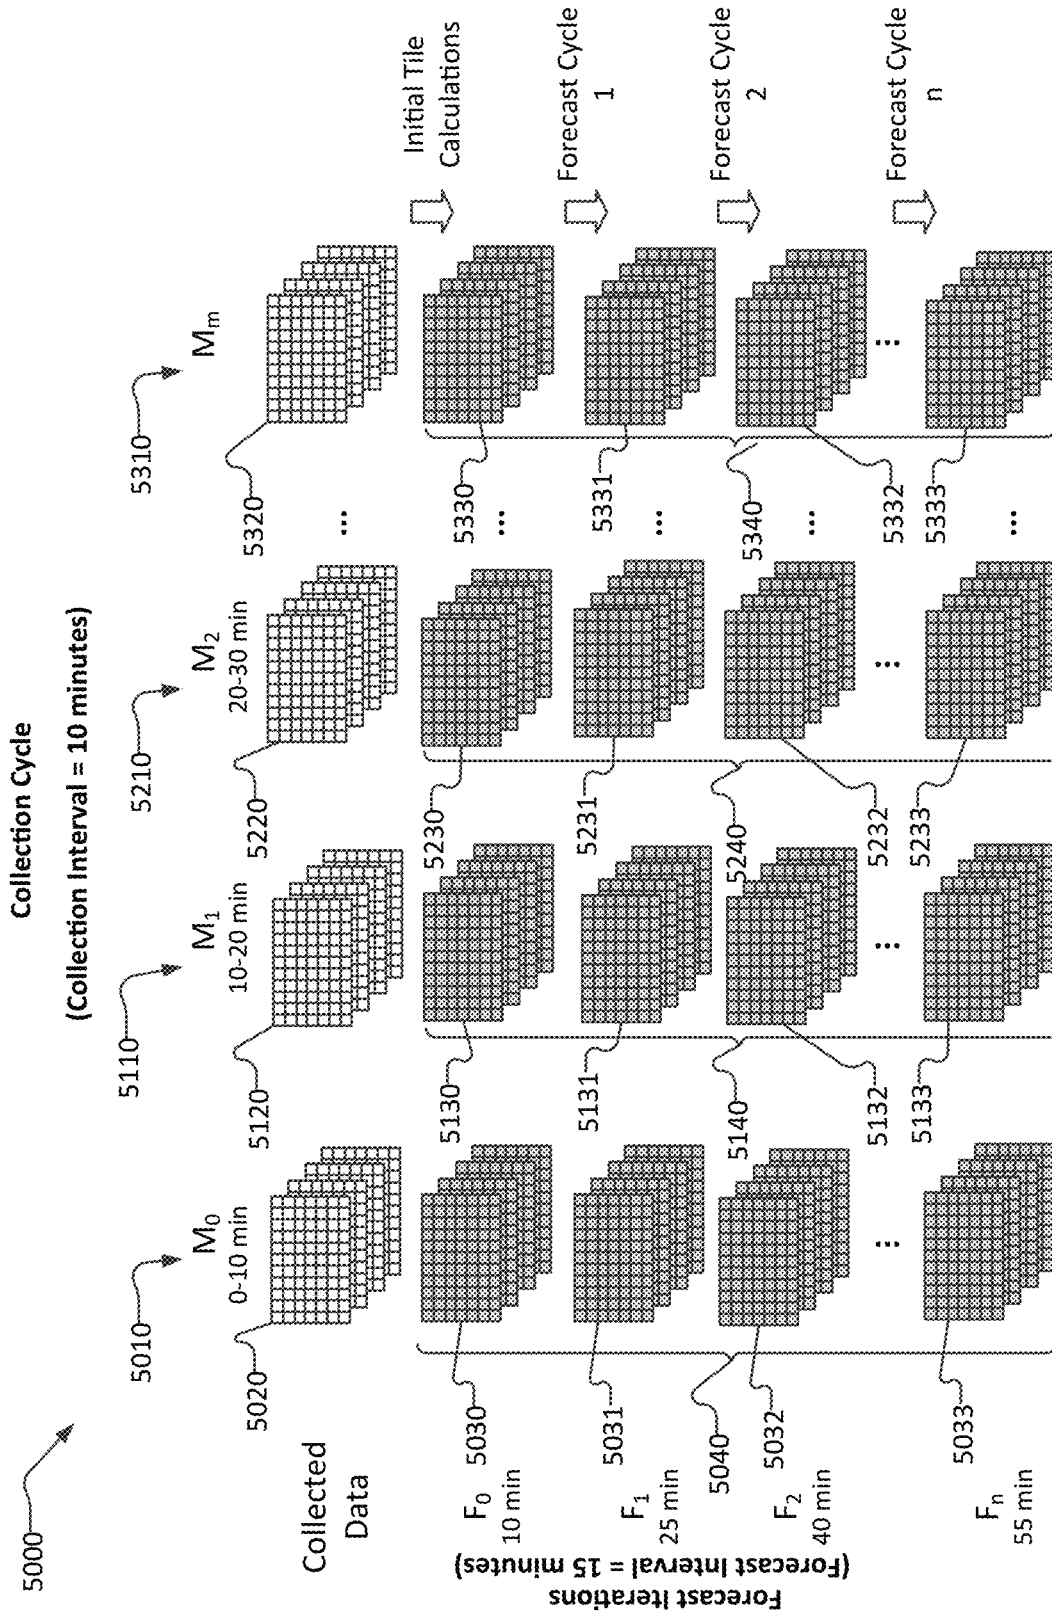 5000
Collection Cycle
(Collection Interval = 10 minutes)
5010
5110
5210
5310
M0
0-10 min
M1
10-20 min
M2
20-30 min
Mm
Collected
Data
5020
5120
5220
5320
...
Initial Tile
Calculations
Forecast Iterations
(Forecast Interval = 15 minutes)
F0
10 min
5030
5130
5230
5330
...
Forecast Cycle
1
F1
25 min
5031
5131
5231
5331
...
5040
5140
5240
5340
Forecast Cycle
2
F2
40 min
5032
5132
5232
5332
...
...
...
...
...
Forecast Cycle
n
Fn
55 min
5033
5133
5233
5333
...